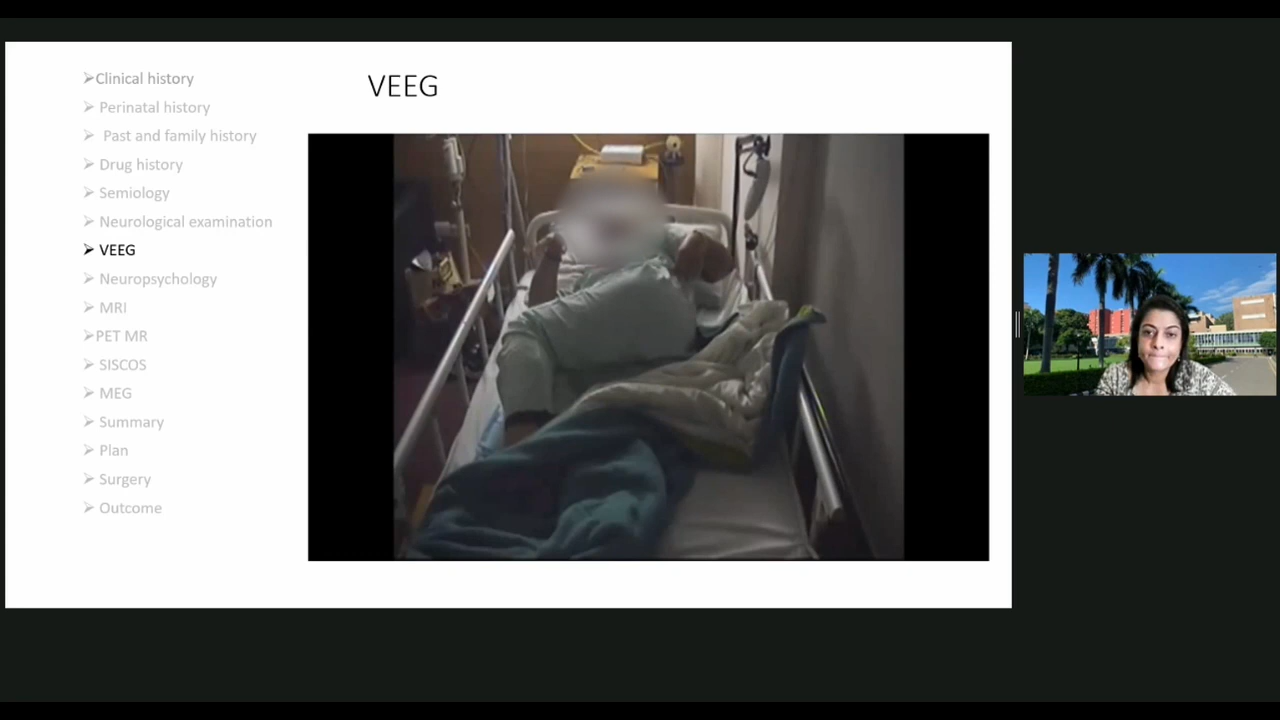 VEEG
➢Clinical history
➢ Perinatal history
➢ Past and family history
➢ Drug history
➢ Semiology
➢ Neurological examination
➢ VEEG
➢ Neuropsychology
➢ MRI
➢PET MR
➢ SISCOS
➢ MEG
➢ Summary
➢ Plan
➢ Surgery
➢ Outcome